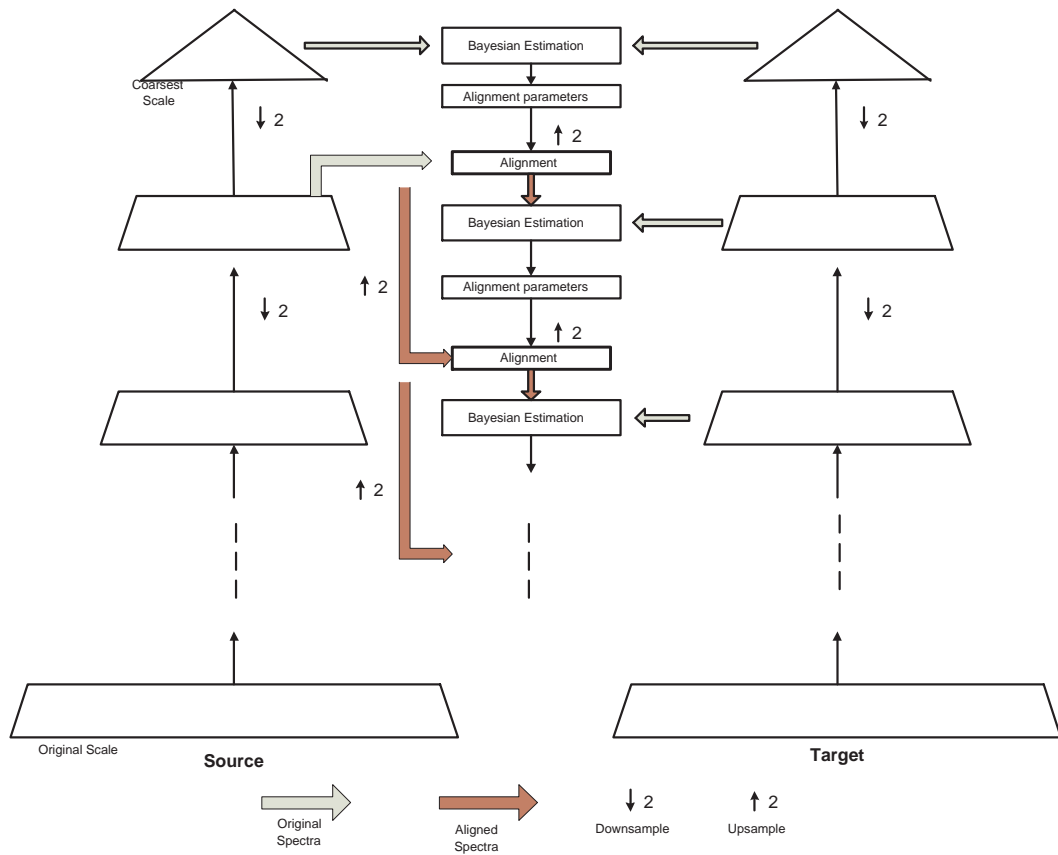 Bayesian Estimation
Coarsest
Scale
Alignment parameters
↓ 2
↑ 2
↓ 2
Alignment
Bayesian Estimation
↑ 2
Alignment parameters
↓ 2
↓ 2
↑ 2
Alignment
Bayesian Estimation
↑ 2
Original Scale
Source
Target
↓ 2
↑ 2
Original
Spectra
Aligned
Spectra
Downsample
Upsample